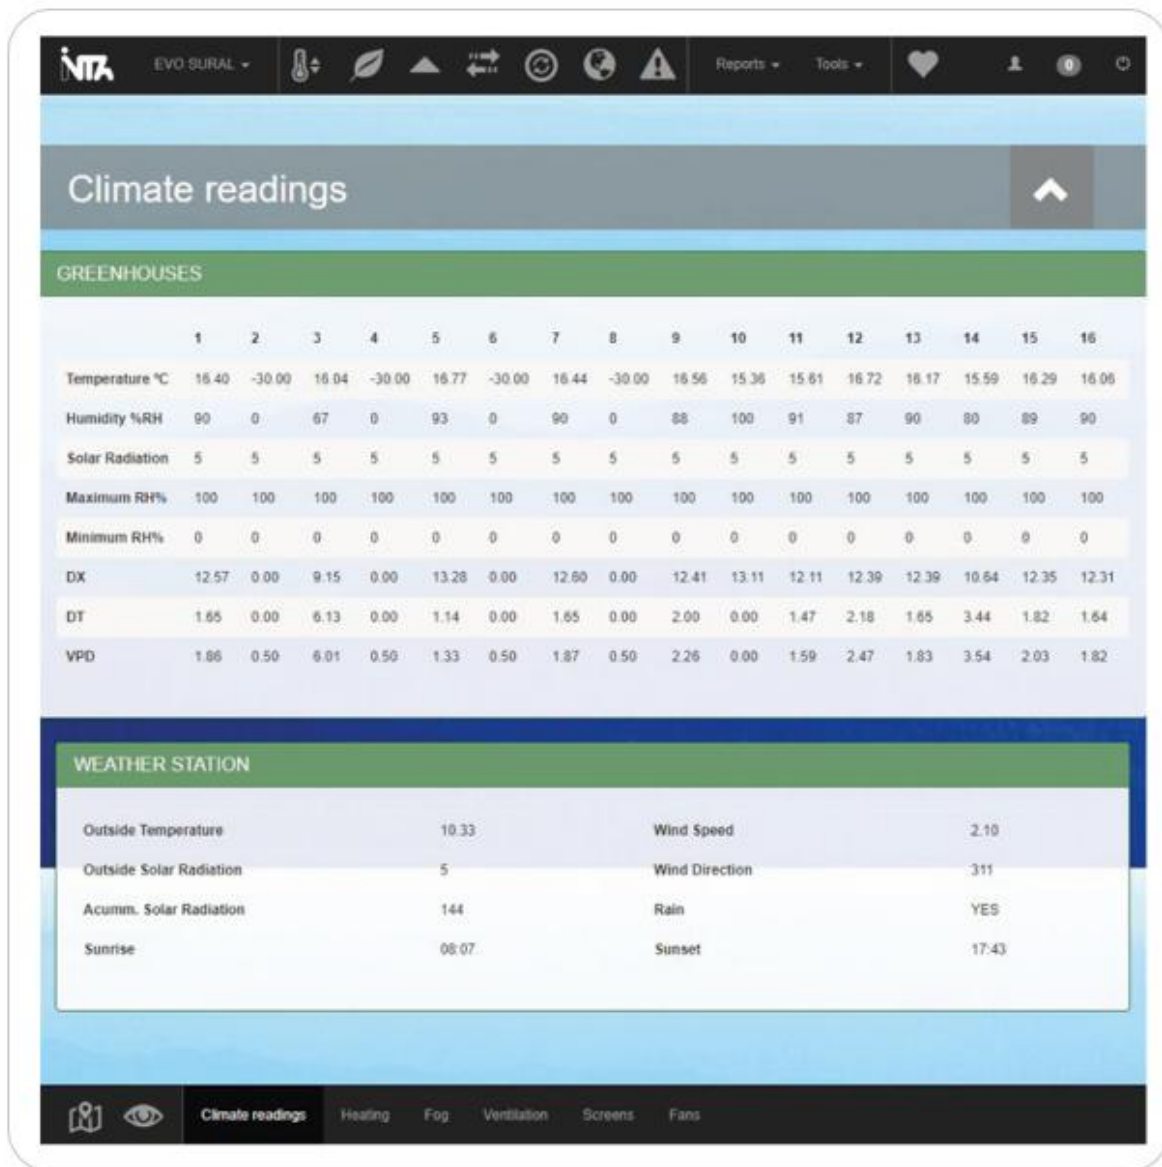 iNTA EVO SURAL Reports Tools 0
Climate readings
GREENHOUSES
1 2 3 4 5 6 7 8 9 10 11 12 13 14 15 16
Temperature ºC 16.40 -30.00 16.04 -30.00 16.77 -30.00 16.44 -30.00 16.56 15.36 15.61 16.72 16.17 15.59 16.29 16.06
Humidity %RH 90 0 67 0 93 0 90 0 88 100 91 87 90 80 89 90
Solar Radiation 5 5 5 5 5 5 5 5 5 5 5 5 5 5 5 5
Maximum RH% 100 100 100 100 100 100 100 100 100 100 100 100 100 100 100 100
Minimum RH% 0 0 0 0 0 0 0 0 0 0 0 0 0 0 0 0
DX 12.57 0.00 9.15 0.00 13.28 0.00 12.60 0.00 12.41 13.11 12.11 12.39 12.39 10.64 12.35 12.31
DT 1.65 0.00 6.13 0.00 1.14 0.00 1.65 0.00 2.00 0.00 1.47 2.18 1.65 3.44 1.82 1.64
VPD 1.86 0.50 6.01 0.50 1.33 0.50 1.87 0.50 2.26 0.00 1.59 2.47 1.83 3.54 2.03 1.82
WEATHER STATION
Outside Temperature 10.33 Wind Speed 2.10
Outside Solar Radiation 5 Wind Direction 311
Acumm. Solar Radiation 144 Rain YES
Sunrise 08:07 Sunset 17:43
Climate readings Heating Fog Ventilation Screens Fans